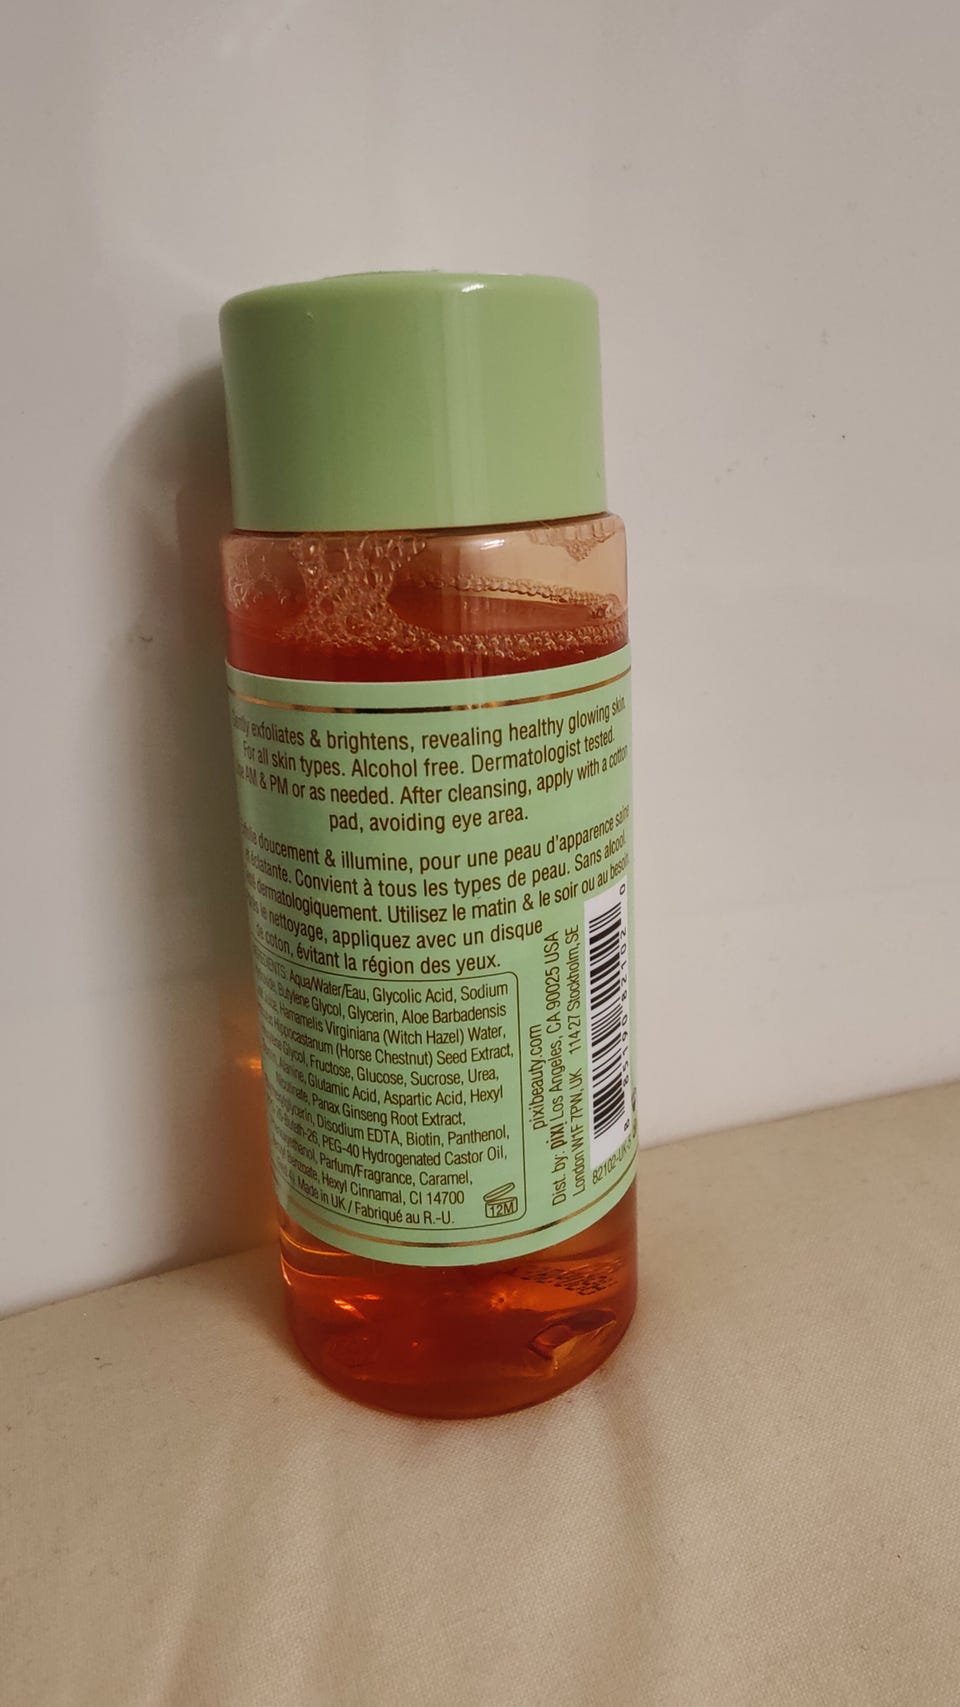 exfoliates & brightens, revealing healthy glowing skin.
For all skin types. Alcohol free. Dermatologist tested.
AM & PM or as needed. After cleansing, apply with a cotton
pad, avoiding eye area.
doucement & illumine, pour une peau d'apparence saine
éclatante. Convient à tous les types de peau. Sans alcool.
dermatologiquement. Utilisez le matin & le soir ou au besoin.
le nettoyage, appliquez avec un disque
de coton, évitant la région des yeux.
Aqua/Water/Eau, Glycolic Acid, Sodium
Butylene Glycol, Glycerin, Aloe Barbadensis
Hamamelis Virginiana (Witch Hazel) Water,
Hippocastanum (Horse Chestnut) Seed Extract,
Glycol, Fructose, Glucose, Sucrose, Urea,
Alanine, Glutamic Acid, Aspartic Acid, Hexyl
Nicotinate, Panax Ginseng Root Extract,
Disodium EDTA, Biotin, Panthenol,
PEG-40 Hydrogenated Castor Oil,
Parfum/Fragrance, Caramel,
Benzoate, Hexyl Cinnamal, CI 14700
Made in UK / Fabriqué au R.-U.
12M
pixibeauty.com
Dist. by: pixi Los Angeles, CA 90025 USA
London W1F 7PW, UK 114 27 Stockholm, SE